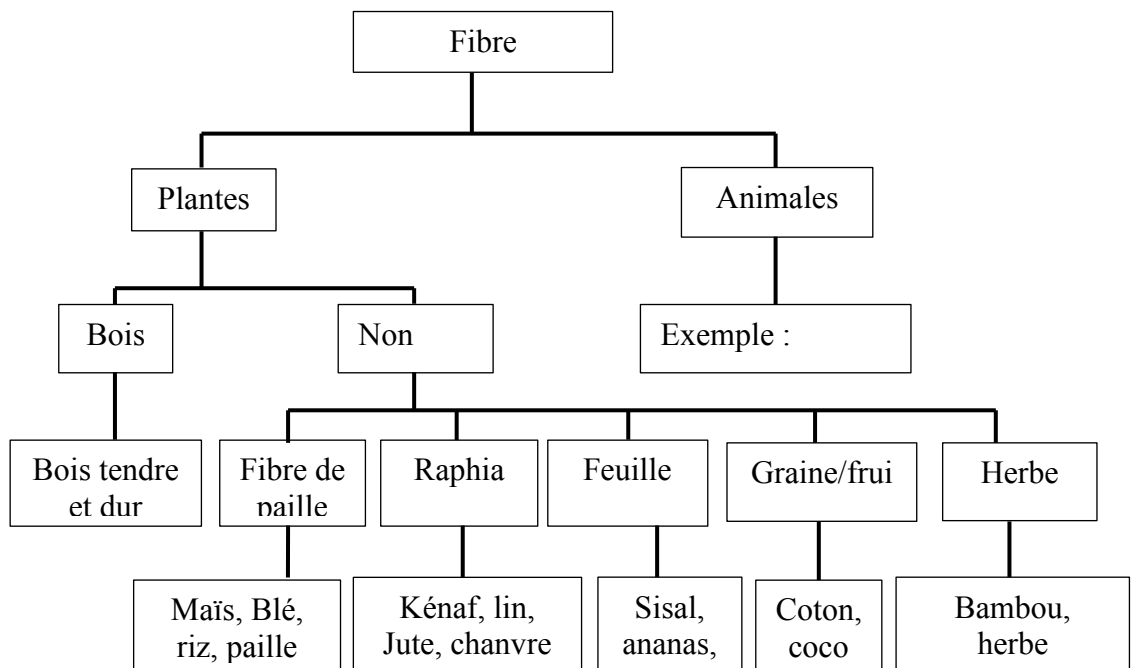 Fibre
Plantes
Animales
Bois
Non
Exemple :
Bois tendre
et dur
Fibre de
paille
Raphia
Feuille
Graine/frui
Herbe
Maïs, Blé,
riz, paille
Kénaf, lin,
Jute, chanvre
Sisal,
ananas,
Coton,
coco
Bambou,
herbe